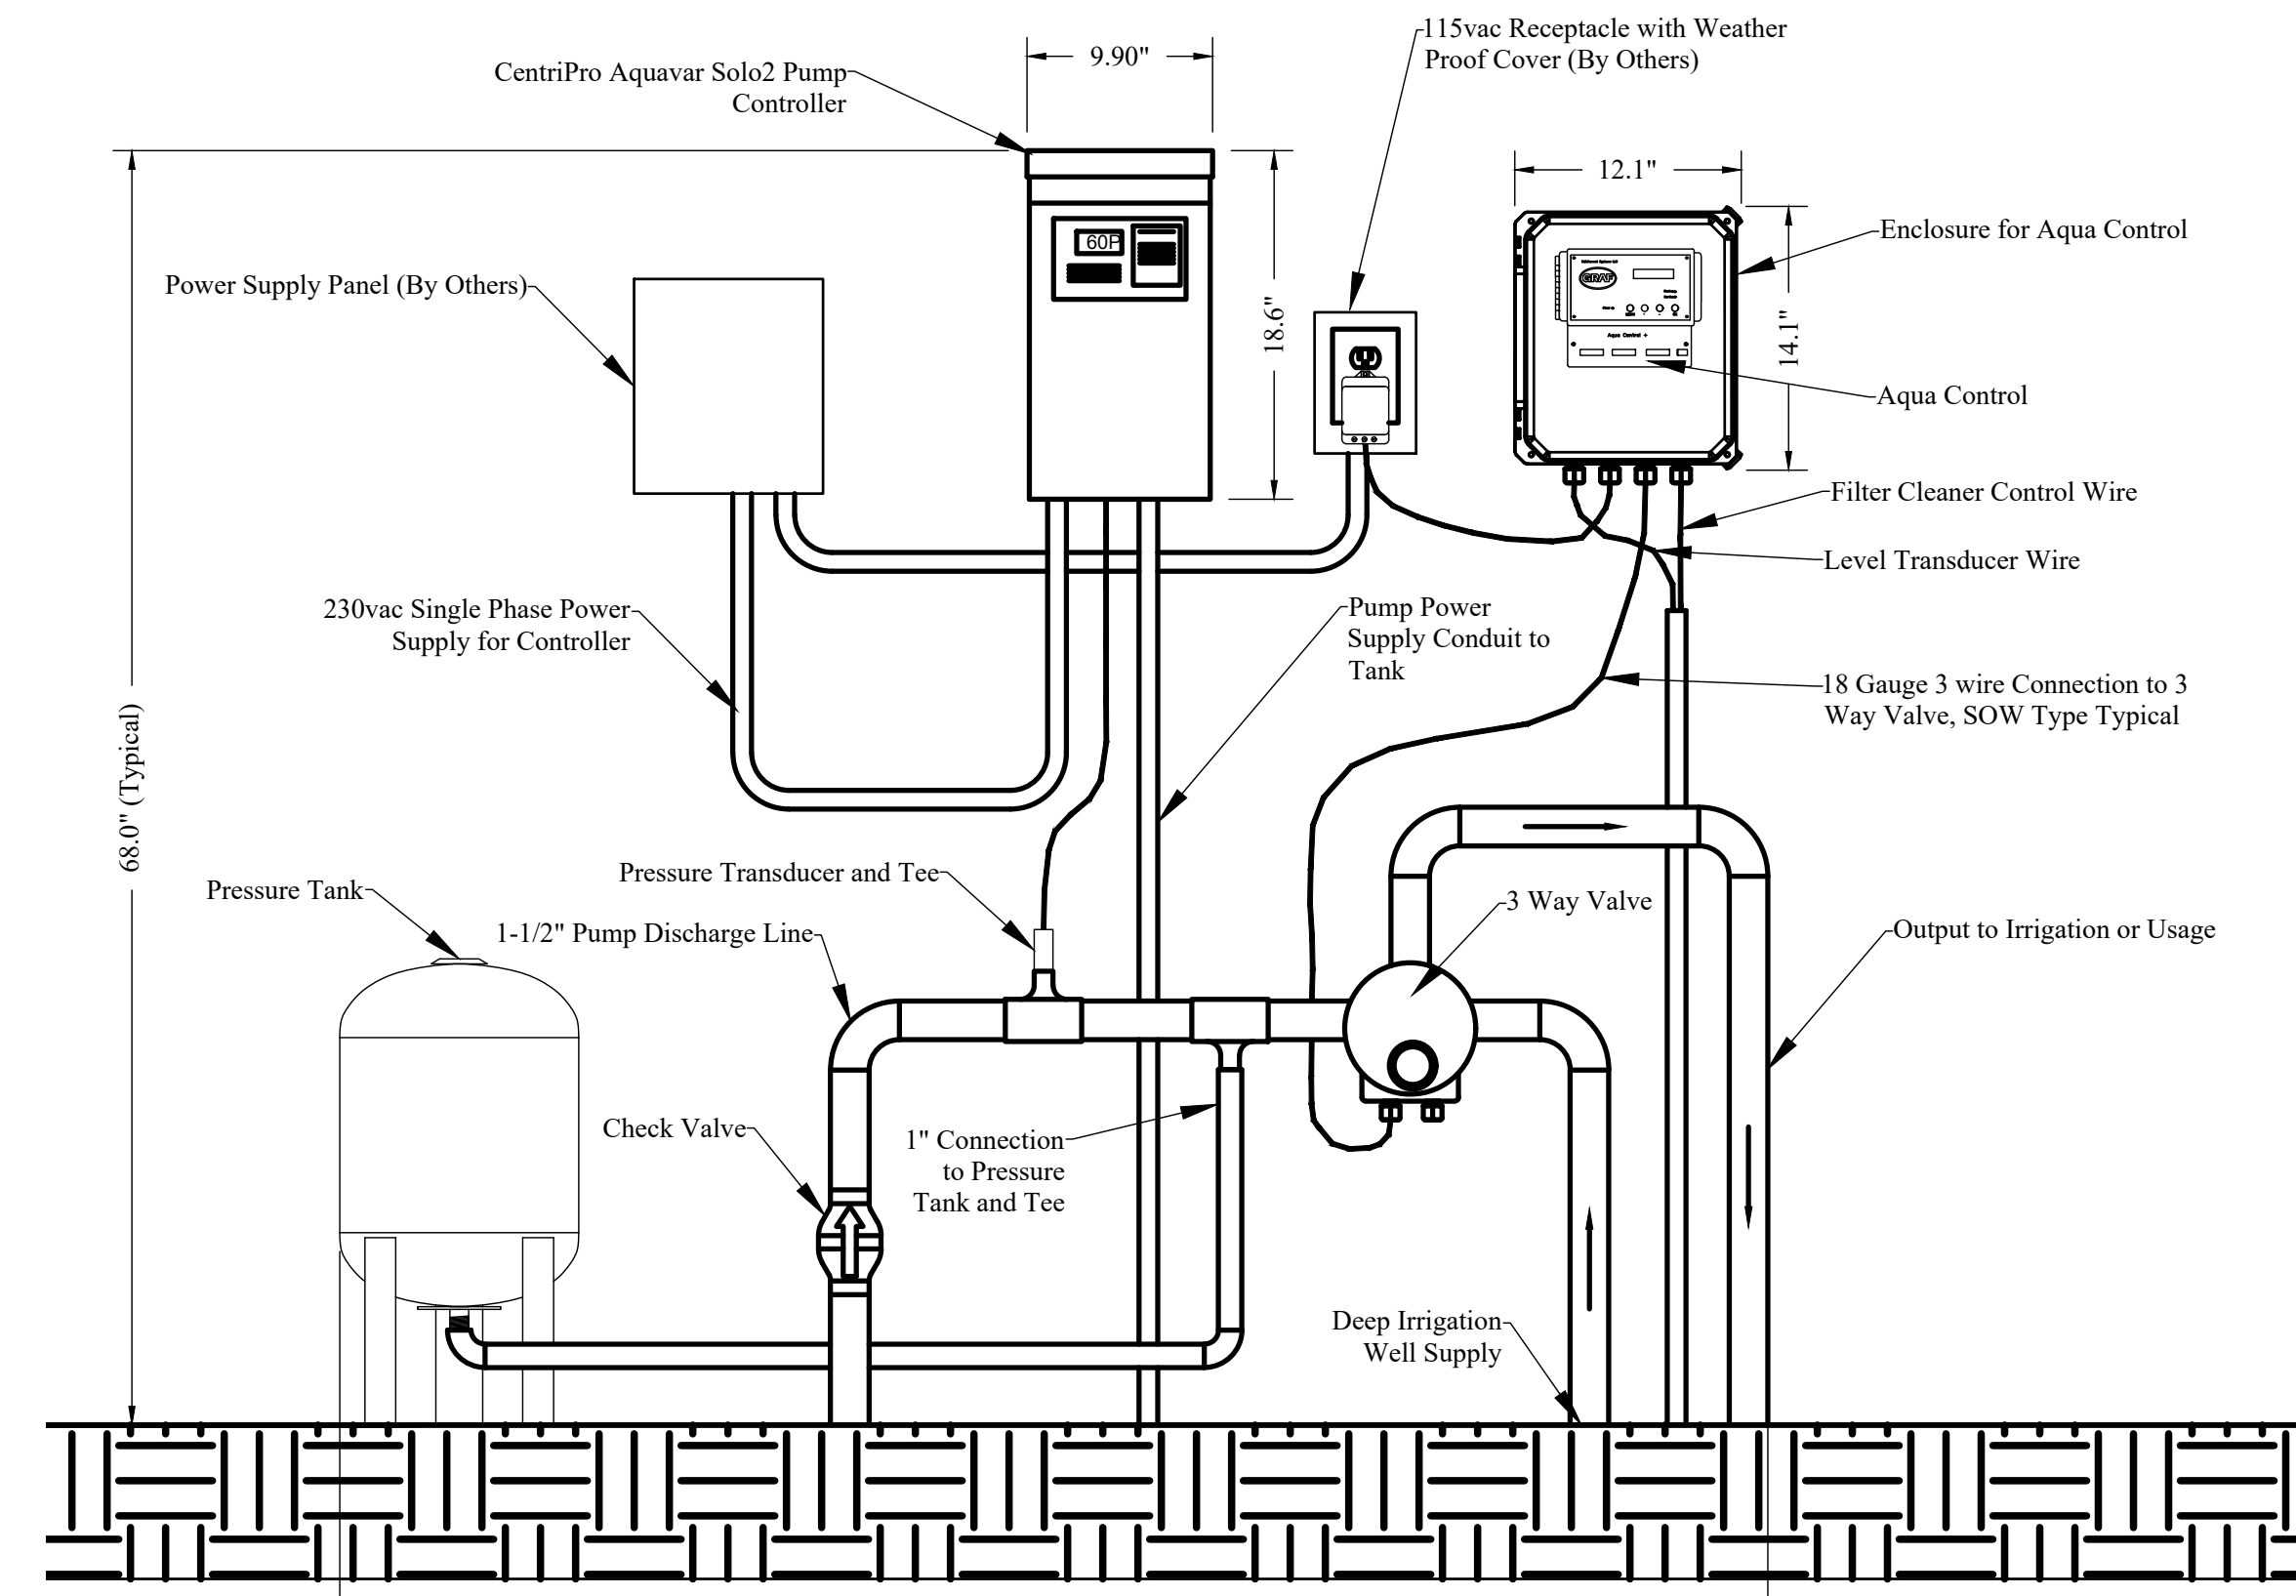 115vac Receptacle with Weather
Proof Cover (By Others)
9.90"
CentriPro Aquavar Solo2 Pump
Controller
12.1"
Enclosure for Aqua Control
60P
Power Supply Panel (By Others)
GRAF
18.6"
14.1"
Aqua Control +
Aqua Control
Filter Cleaner Control Wire
Level Transducer Wire
230vac Single Phase Power
Supply for Controller
Pump Power
Supply Conduit to
Tank
18 Gauge 3 wire Connection to 3
Way Valve, SOW Type Typical
68.0" (Typical)
Pressure Transducer and Tee
Pressure Tank
3 Way Valve
1-1/2" Pump Discharge Line
Output to Irrigation or Usage
Check Valve
1" Connection
to Pressure
Tank and Tee
Deep Irrigation
Well Supply